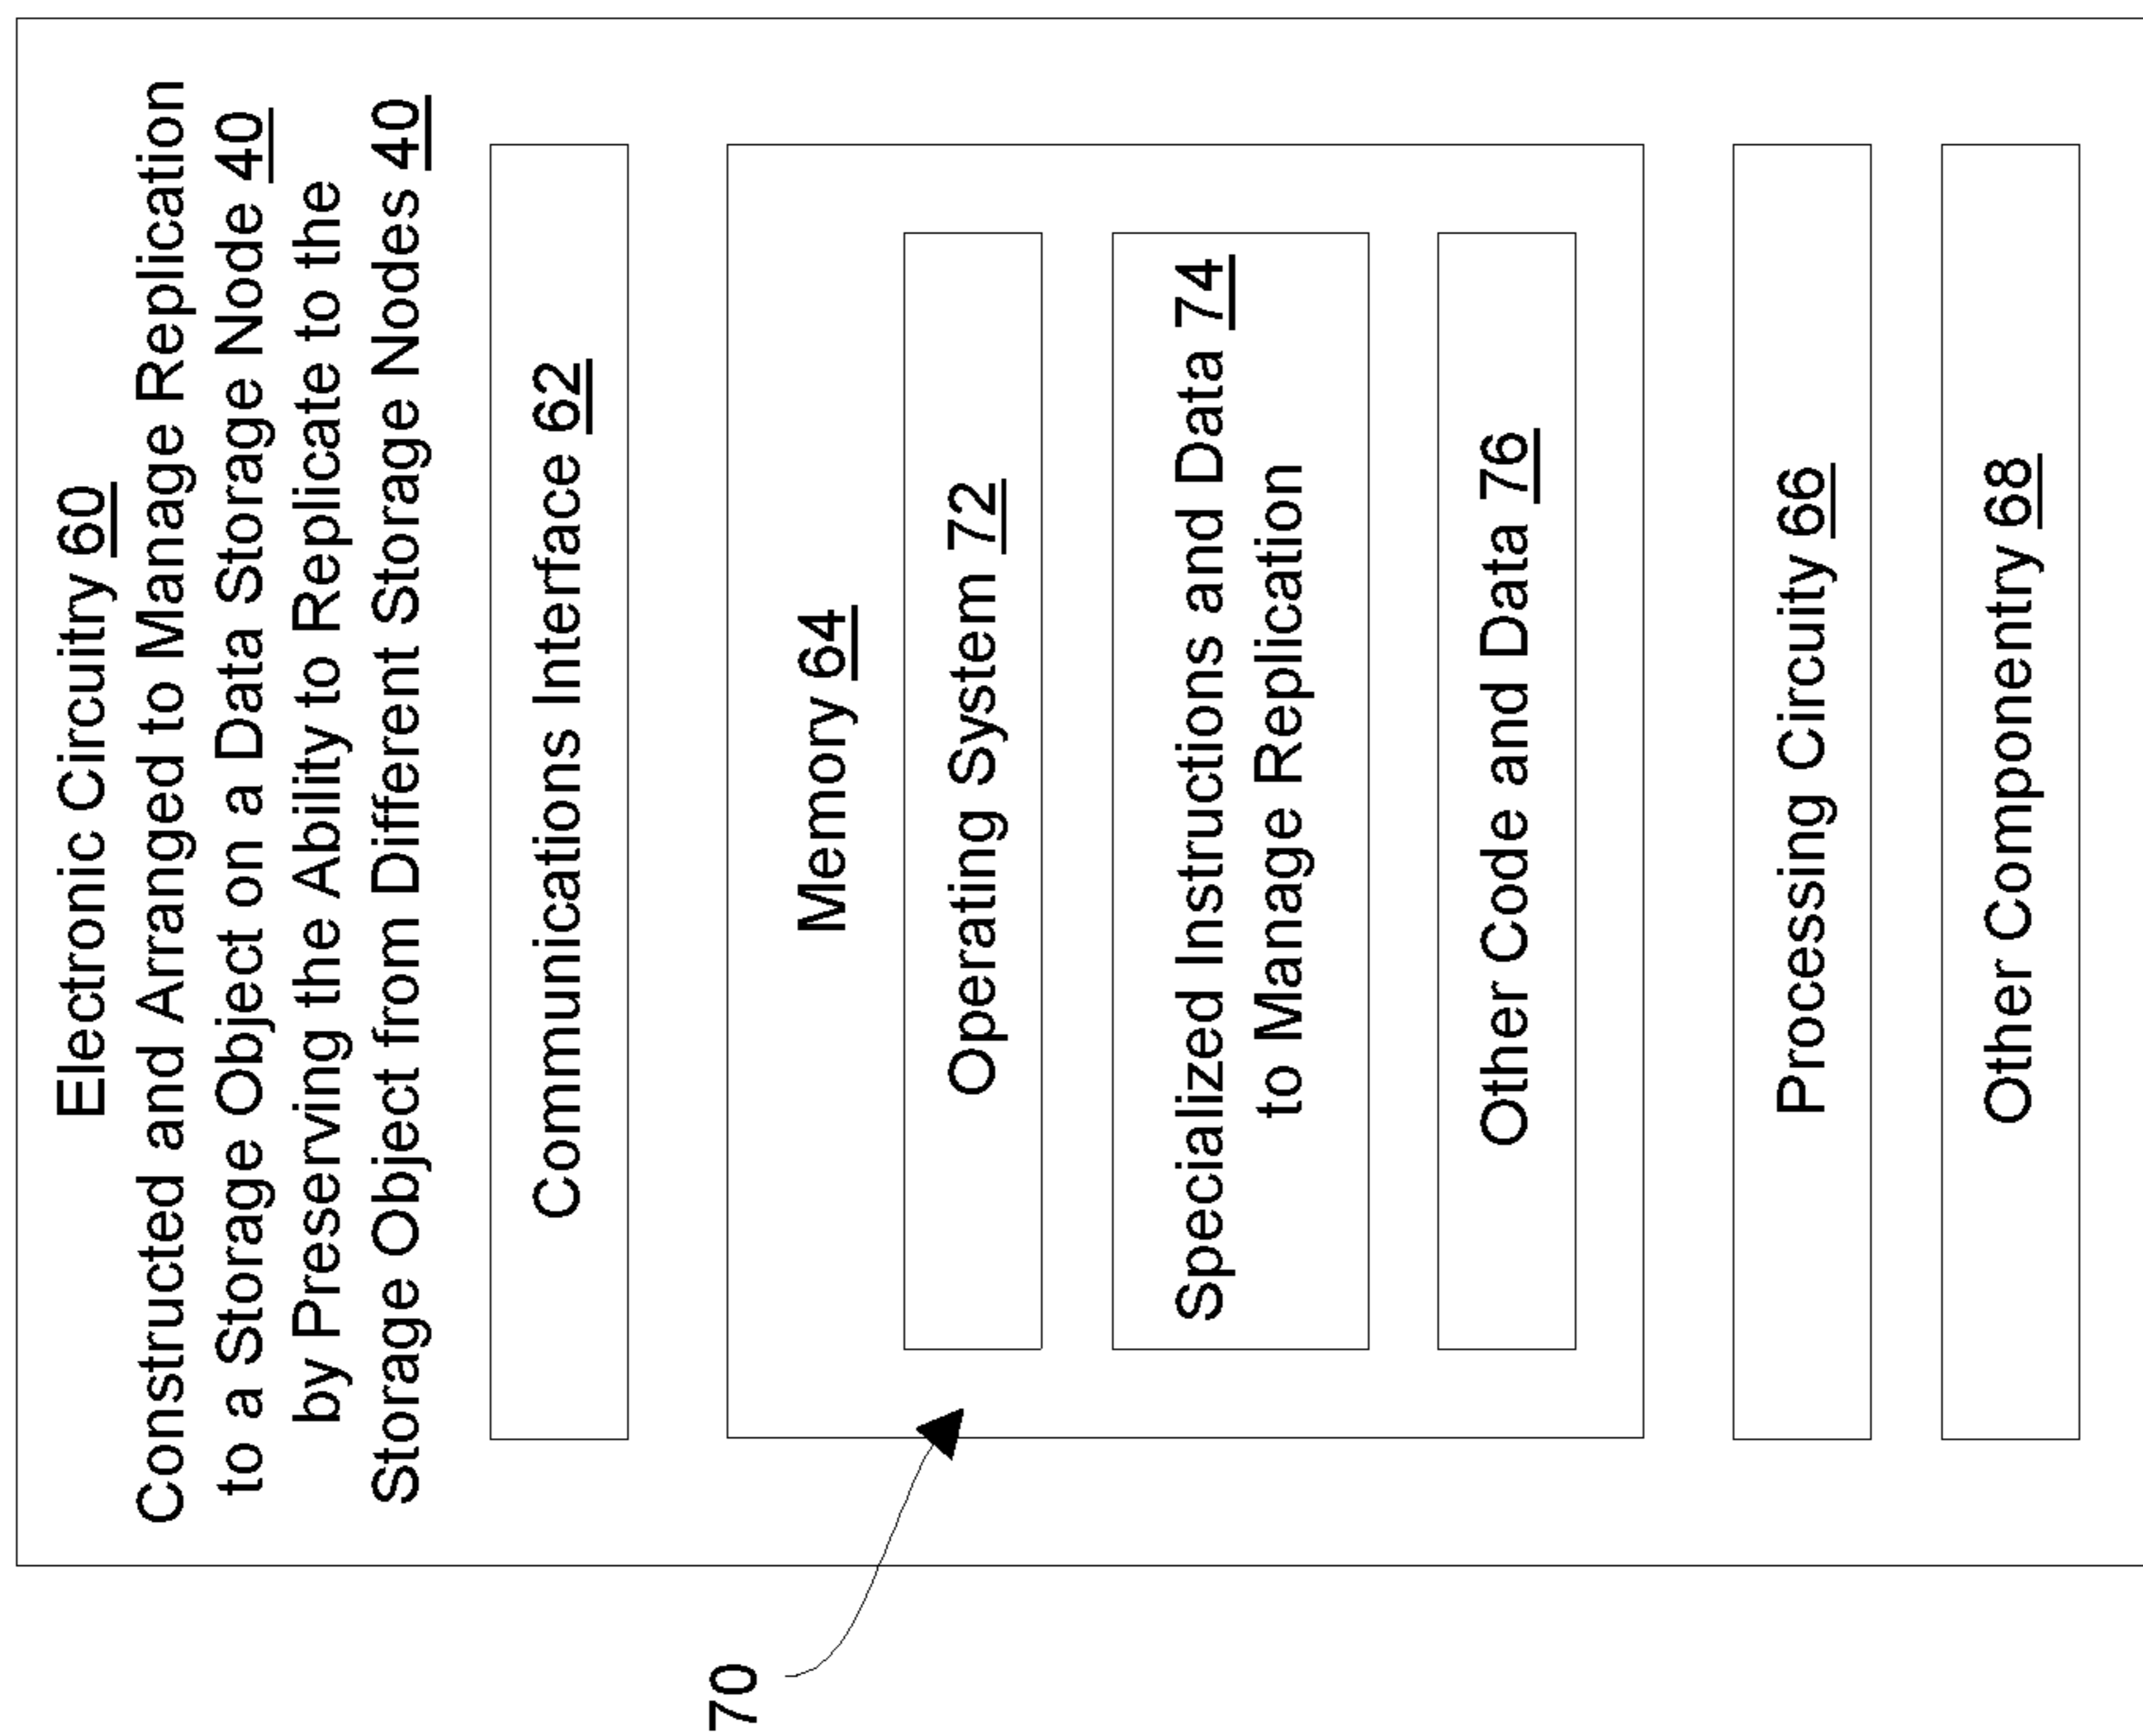 Electronic Circuitry 60
Constructed and Arranged to Manage Replication
to a Storage Object on a Data Storage Node 40
by Preserving the Ability to Replicate to the
Storage Object from Different Storage Nodes 40
Communications Interface 62
70
Memory 64
Operating System 72
Specialized Instructions and Data 74
to Manage Replication
Other Code and Data 76
Processing Circuity 66
Other Componentry 68